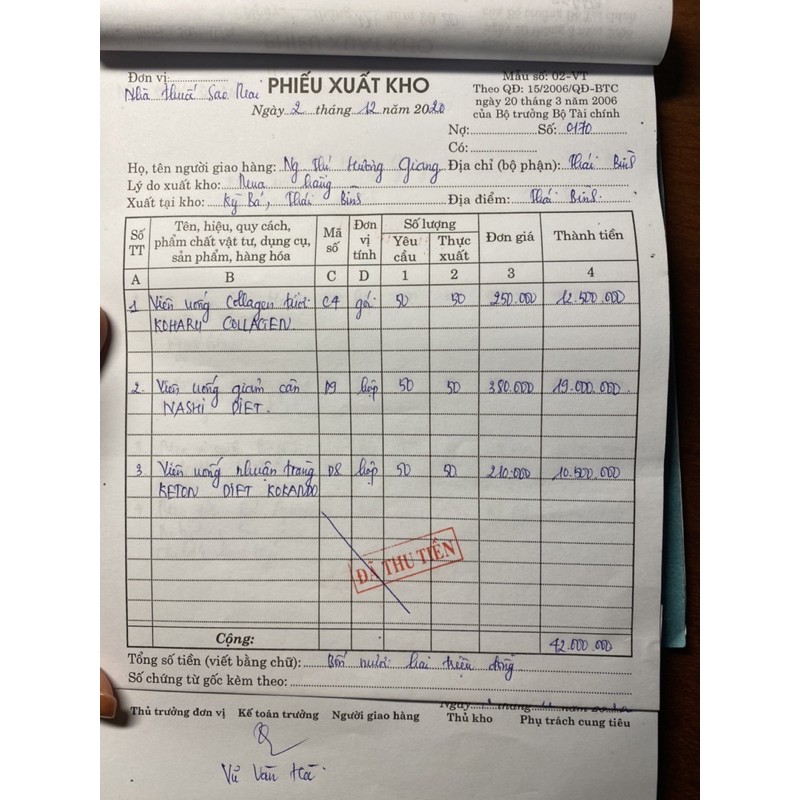 Đơn vị:
Nhà thuốc Sao Mai
PHIẾU XUẤT KHO
Ngày 2 tháng 12 năm 2020
Mẫu số: 02-VT
Theo QĐ: 15/2006/QĐ-BTC
ngày 20 tháng 3 năm 2006
của Bộ trưởng Bộ Tài chính
Nợ: Số: 0170
Có:
Họ, tên người giao hàng: Ng Thị Hương Giang Địa chỉ (bộ phận): Thái Bình
Lý do xuất kho: Mua hàng
Xuất tại kho: Kỳ Bá, Thái Bình Địa điểm: Thái Bình
Số TT Tên, hiệu, quy cách, phẩm chất vật tư, dụng cụ, sản phẩm, hàng hóa Mã số Đơn vị tính Số lượng Yêu cầu Thực xuất Đơn giá Thành tiền
A B C D 1 2 3 4
1 Viên uống Collagen tươi C4 gói 50 50 250.000 12.500.000
KOHARU COLLAGEN
2 Viên uống giảm cân D9 hộp 50 50 380.000 19.000.000
NASHI DIET.
3 Viên uống nhuận tràng D8 hộp 50 50 210.000 10.500.000
KETON DIET KOKANDO
ĐÃ THU TIỀN
Cộng: 42.000.000
Tổng số tiền (viết bằng chữ): Bốn mươi hai triệu đồng
Số chứng từ gốc kèm theo:
Ngày tháng năm
Thủ trưởng đơn vị Kế toán trưởng Người giao hàng Thủ kho Phụ trách cung tiêu
Vũ Văn Hà